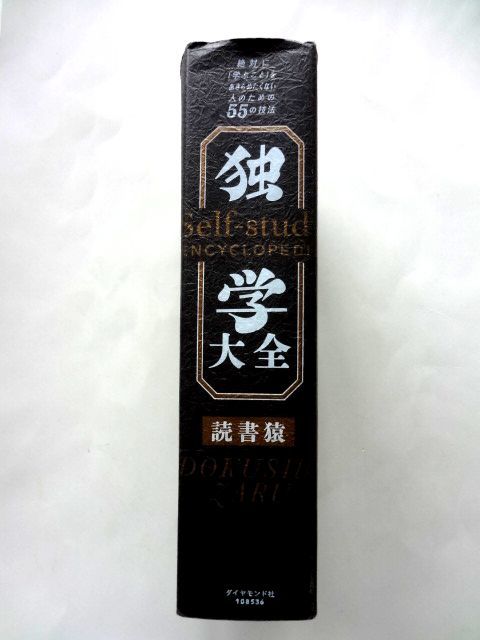 絶対に
「学ぶこと」を
あきらめたくない
人のための
55の技法
独
Self-stud
ENCYCLOPEDI
学
大全
読書猿
DOKUSHO
ZARU
ダイヤモンド社
108536